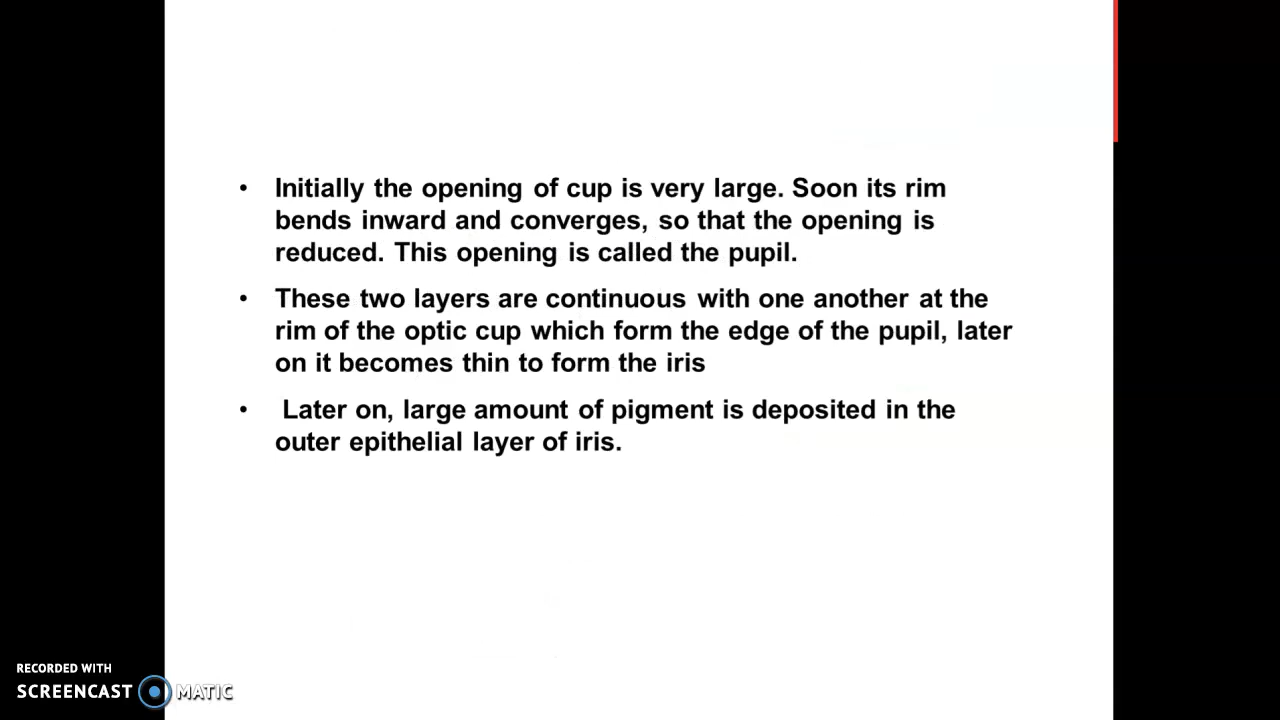 • Initially the opening of cup is very large. Soon its rim
bends inward and converges, so that the opening is
reduced. This opening is called the pupil.
• These two layers are continuous with one another at the
rim of the optic cup which form the edge of the pupil, later
on it becomes thin to form the iris
• Later on, large amount of pigment is deposited in the
outer epithelial layer of iris.
RECORDED WITH
SCREENCAST MATIC